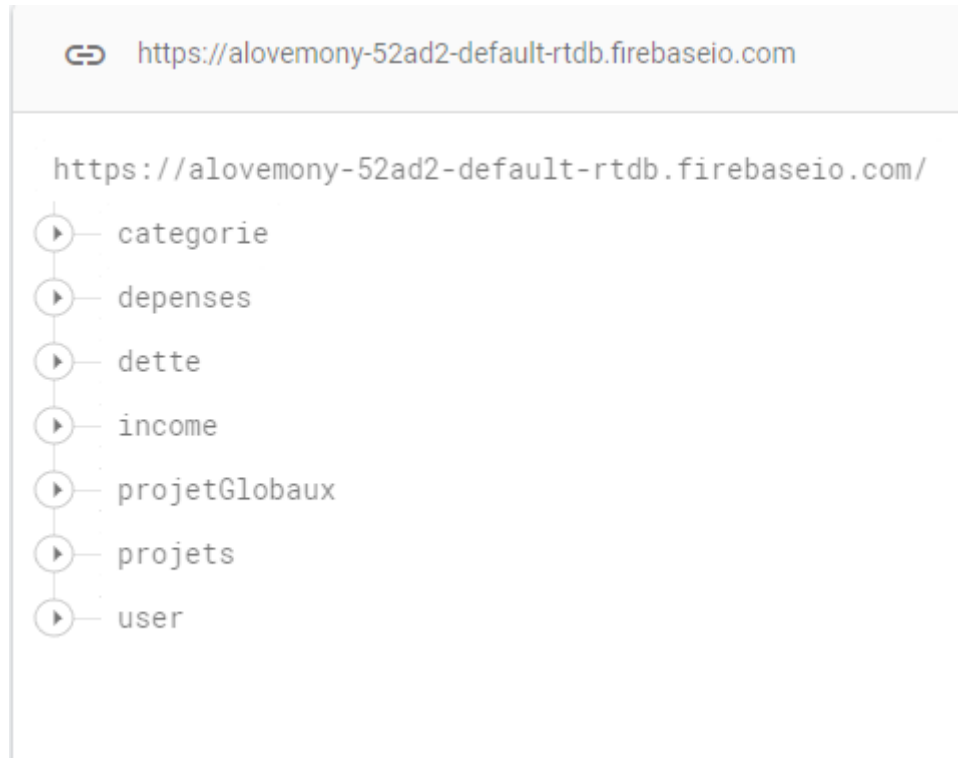 https://alovemony-52ad2-default-rtdb.firebaseio.com
https://alovemony-52ad2-default-rtdb.firebaseio.com/
categorie
depenses
dette
income
projetGlobaux
projets
user